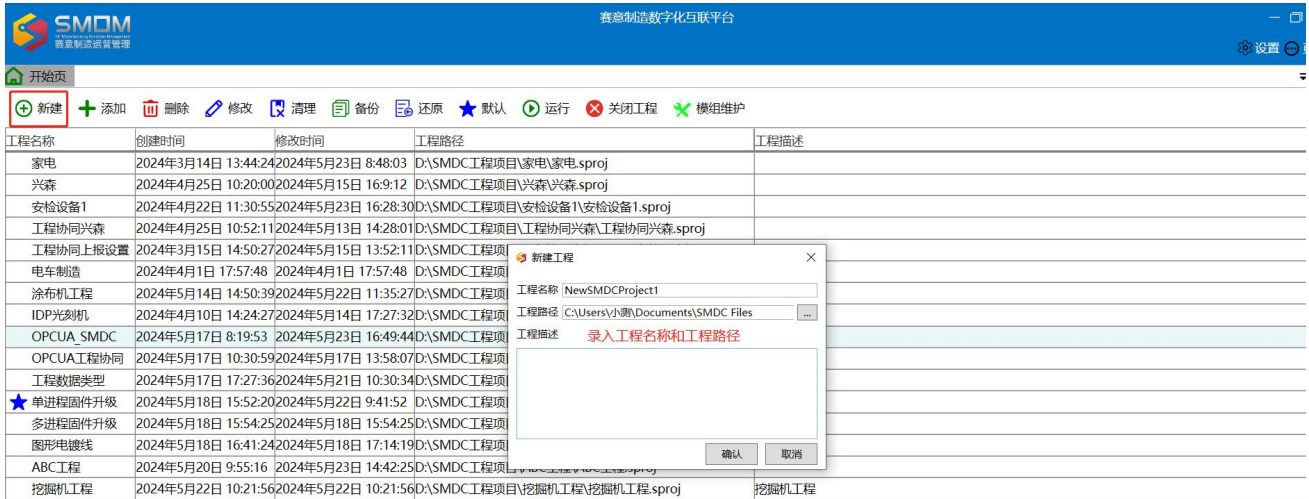 SMOM
赛意制造运营管理
赛意制造数字化互联平台
设置
开始页
新建 添加 删除 修改 清理 备份 还原 默认 运行 关闭工程 模组维护
工程名称 创建时间 修改时间 工程路径 工程描述
家电 2024年3月14日 13:44:24 2024年5月23日 8:48:03 D:\SMDC工程项目\家电\家电.sproj
兴森 2024年4月25日 10:20:00 2024年5月15日 16:9:12 D:\SMDC工程项目\兴森\兴森.sproj
安检设备1 2024年4月22日 11:30:55 2024年5月23日 16:28:30 D:\SMDC工程项目\安检设备1\安检设备1.sproj
工程协同兴森 2024年4月25日 10:52:11 2024年5月13日 14:28:01 D:\SMDC工程项目\工程协同兴森\工程协同兴森.sproj
工程协同上报设置 2024年3月15日 14:50:27 2024年5月15日 13:52:11 D:\SMDC工程项
电车制造 2024年4月1日 17:57:48 2024年4月1日 17:57:48 D:\SMDC工程项
涂布机工程 2024年5月14日 14:50:39 2024年5月22日 11:35:27 D:\SMDC工程项
IDP光刻机 2024年4月10日 14:24:27 2024年5月14日 17:27:32 D:\SMDC工程项
OPCUA_SMDC 2024年5月17日 8:19:53 2024年5月23日 16:49:44 D:\SMDC工程项
OPCUA工程协同 2024年5月17日 10:30:59 2024年5月17日 13:58:07 D:\SMDC工程项
工程数据类型 2024年5月17日 17:27:36 2024年5月21日 10:30:34 D:\SMDC工程项
单进程固件升级 2024年5月18日 15:52:20 2024年5月22日 9:41:52 D:\SMDC工程项
多进程固件升级 2024年5月18日 15:54:25 2024年5月18日 15:54:25 D:\SMDC工程项
图形电镀线 2024年5月18日 16:41:24 2024年5月18日 17:14:19 D:\SMDC工程项
ABC工程 2024年5月20日 9:55:16 2024年5月23日 14:42:25 D:\SMDC工程项目\ABC工程\ABC工程.sproj
挖掘机工程 2024年5月22日 10:21:56 2024年5月22日 10:21:56 D:\SMDC工程项目\挖掘机工程\挖掘机工程.sproj 挖掘机工程
新建工程
工程名称 NewSMDCProject1
工程路径 C:\Users\小测\Documents\SMDC Files ...
工程描述 录入工程名称和工程路径
确认 取消